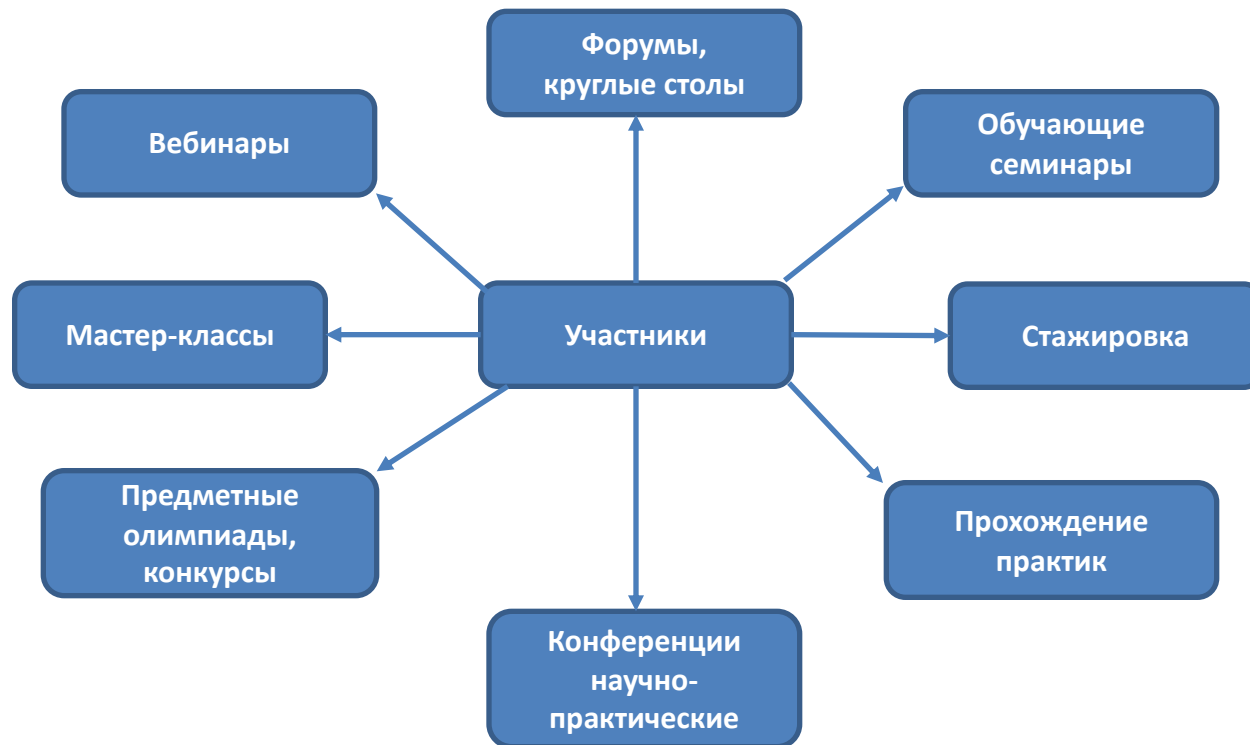 Форумы,
круглые столы
Вебинары
Обучающие
семинары
Мастер-классы
Участники
Стажировка
Предметные
олимпиады,
конкурсы
Прохождение
практик
Конференции
научно-
практические